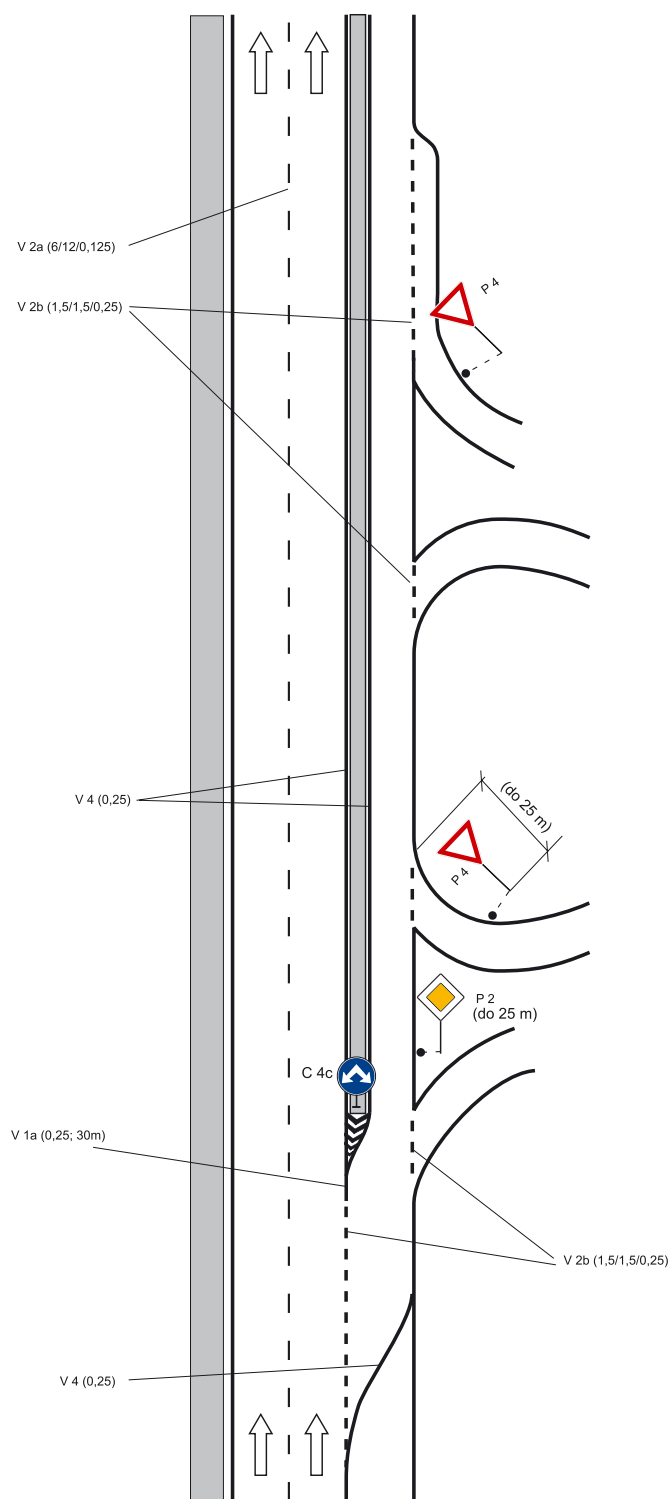 V 2a (6/12/0,125)
P 4
V 2b (1,5/1,5/0,25)
V 4 (0,25)
(do 25 m)
P 4
P 2
(do 25 m)
C 4c
V 1a (0,25; 30m)
V 2b (1,5/1,5/0,25)
V 4 (0,25)